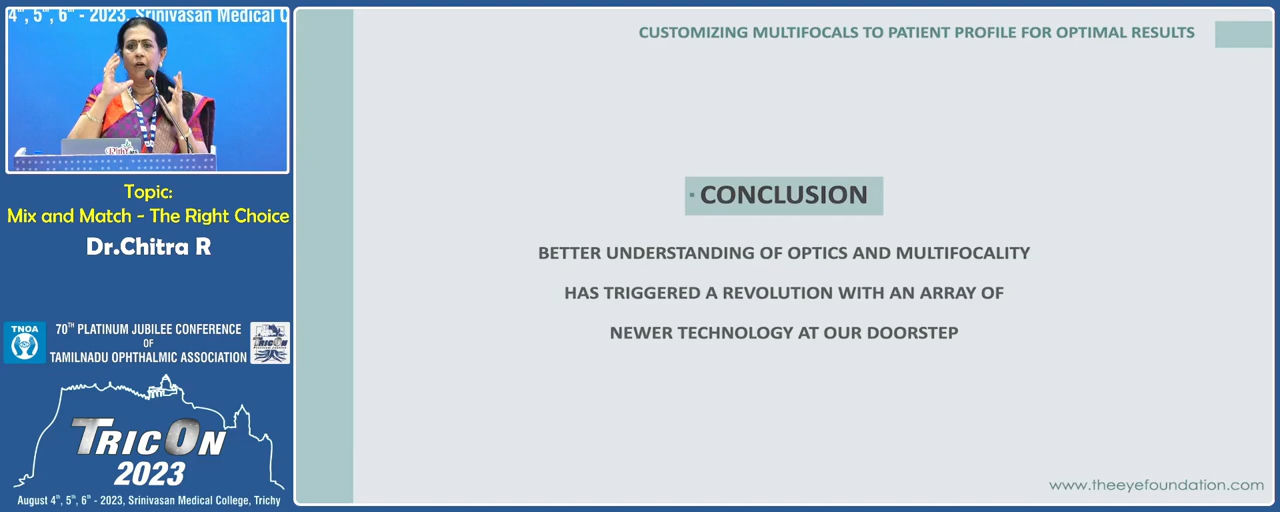 4th, 5th, 6th - 2023, Srinivasan Medical C
Topic:
Mix and Match - The Right Choice
Dr.Chitra R
TNOA
70TH PLATINUM JUBILEE CONFERENCE
OF
TAMILNADU OPHTHALMIC ASSOCIATION
TRICON
TRICON
2023
August 4th, 5th, 6th - 2023, Srinivasan Medical College, Trichy
CUSTOMIZING MULTIFOCALS TO PATIENT PROFILE FOR OPTIMAL RESULTS
▪ CONCLUSION
BETTER UNDERSTANDING OF OPTICS AND MULTIFOCALITY
HAS TRIGGERED A REVOLUTION WITH AN ARRAY OF
NEWER TECHNOLOGY AT OUR DOORSTEP
www.theeyefoundation.com